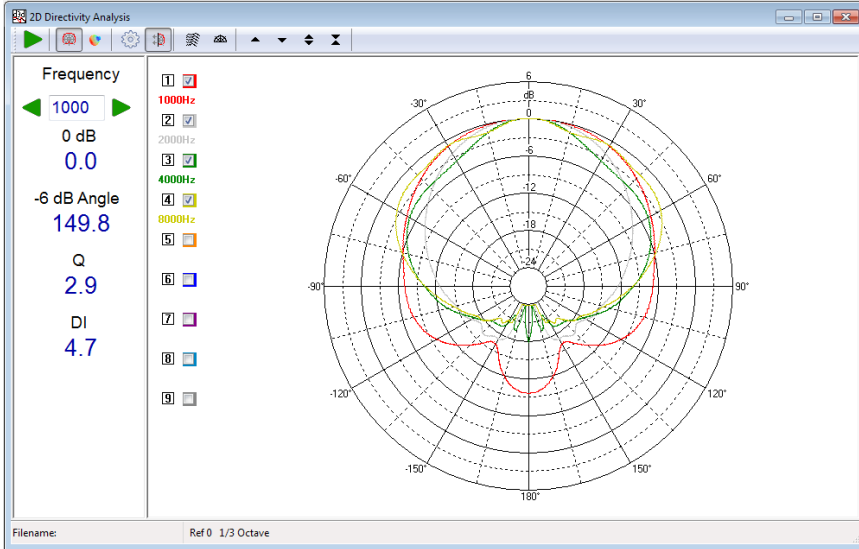 2D Directivity Analysis
Frequency
1000
0 dB
0.0
-6 dB Angle
149.8
Q
2.9
DI
4.7
1
1000Hz
2
2000Hz
3
4000Hz
4
8000Hz
5
6
7
8
9
6
dB
0
-6
-12
-18
-24
-30°
30°
-60°
60°
-90°
90°
-120°
120°
-150°
150°
180°
Filename:
Ref 0 1/3 Octave